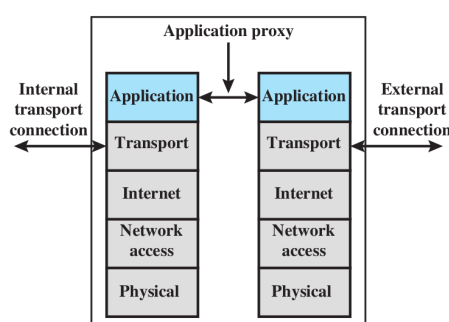 Application proxy
Internal
transport
connection
Application
Application
External
transport
connection
Transport
Transport
Internet
Internet
Network
access
Network
access
Physical
Physical